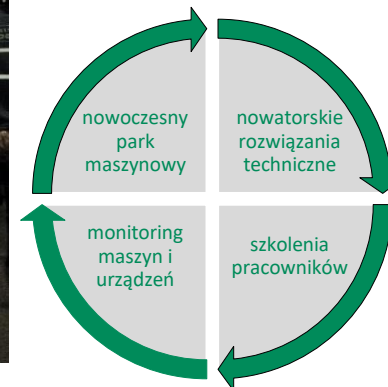 nowoczesny
park
maszynowy
nowatorskie
rozwiązania
techniczne
monitoring
maszyn i
urządzeń
szkolenia
pracowników